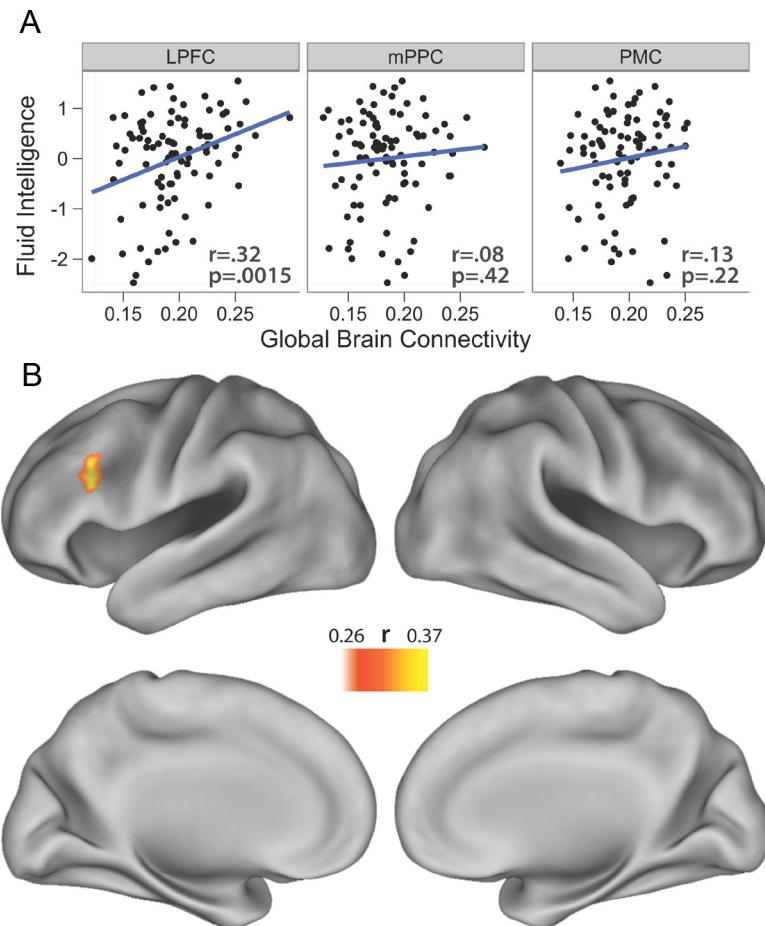 A
LPFC mPPC PMC
Fluid Intelligence
1
0
-1
-2
r=.32
p=.0015
r=.08
p=.42
r=.13
p=.22
0.15 0.20 0.25 0.15 0.20 0.25 0.15 0.20 0.25
Global Brain Connectivity
B
0.26 r 0.37